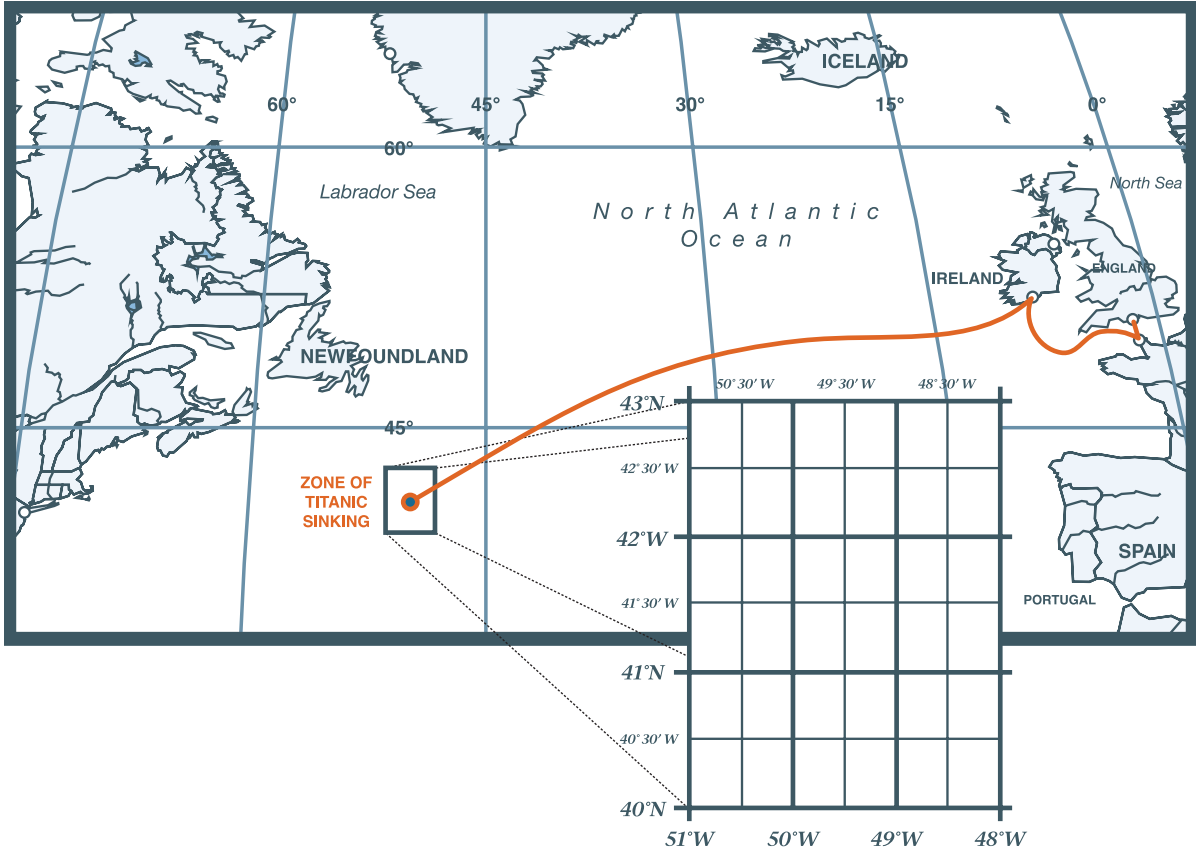 ICELAND
60°
45°
30°
15°
0°
60°
Labrador Sea
North Sea
North Atlantic
Ocean
ENGLAND
IRELAND
NEWFOUNDLAND
50°30' W
49°30' W
48°30' W
43°N
45°
42°30' W
ZONE OF
TITANIC
SINKING
42°W
SPAIN
41°30' W
PORTUGAL
41°N
40°30' W
40°N
51°W
50°W
49°W
48°W